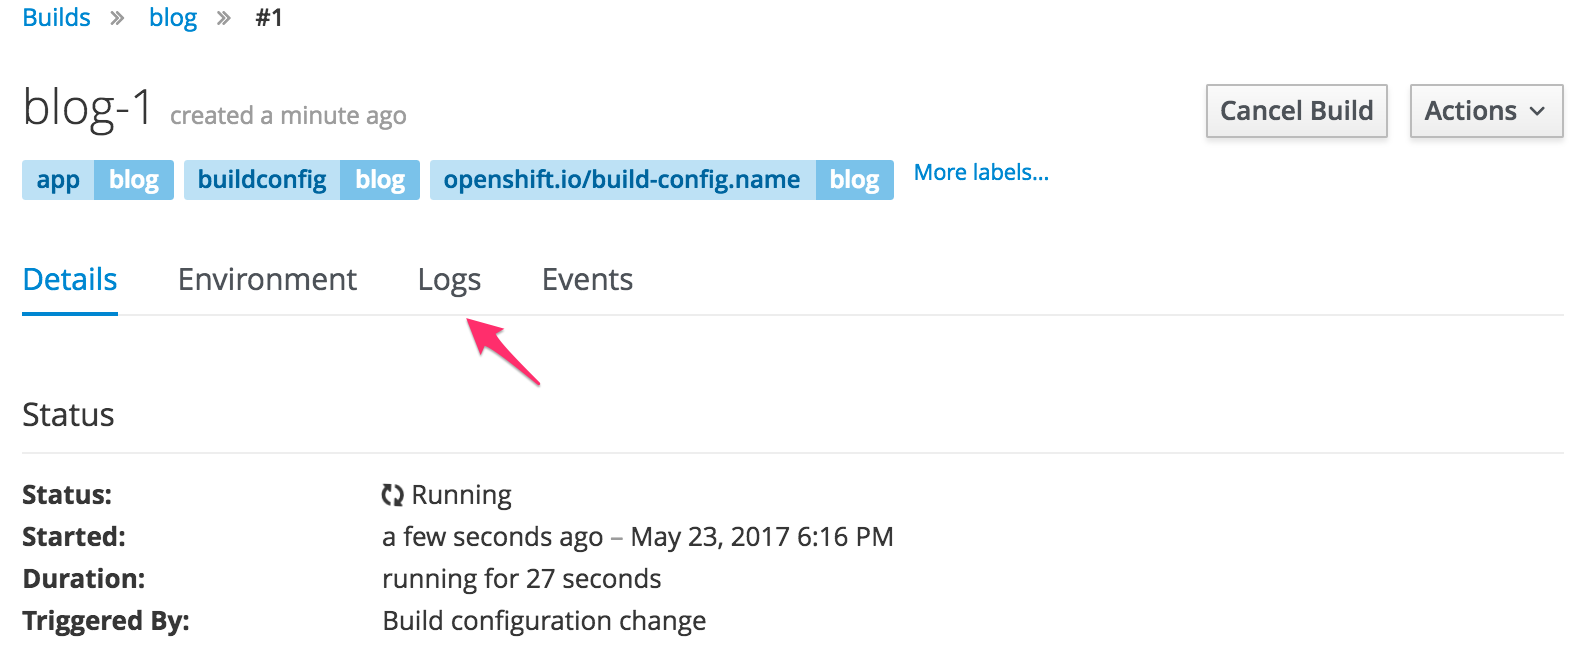 Builds » blog » #1
blog-1 created a minute ago
Cancel Build
Actions
app blog buildconfig blog openshift.io/build-config.name blog More labels...
Details Environment Logs Events
Status
Status: Running
Started: a few seconds ago – May 23, 2017 6:16 PM
Duration: running for 27 seconds
Triggered By: Build configuration change